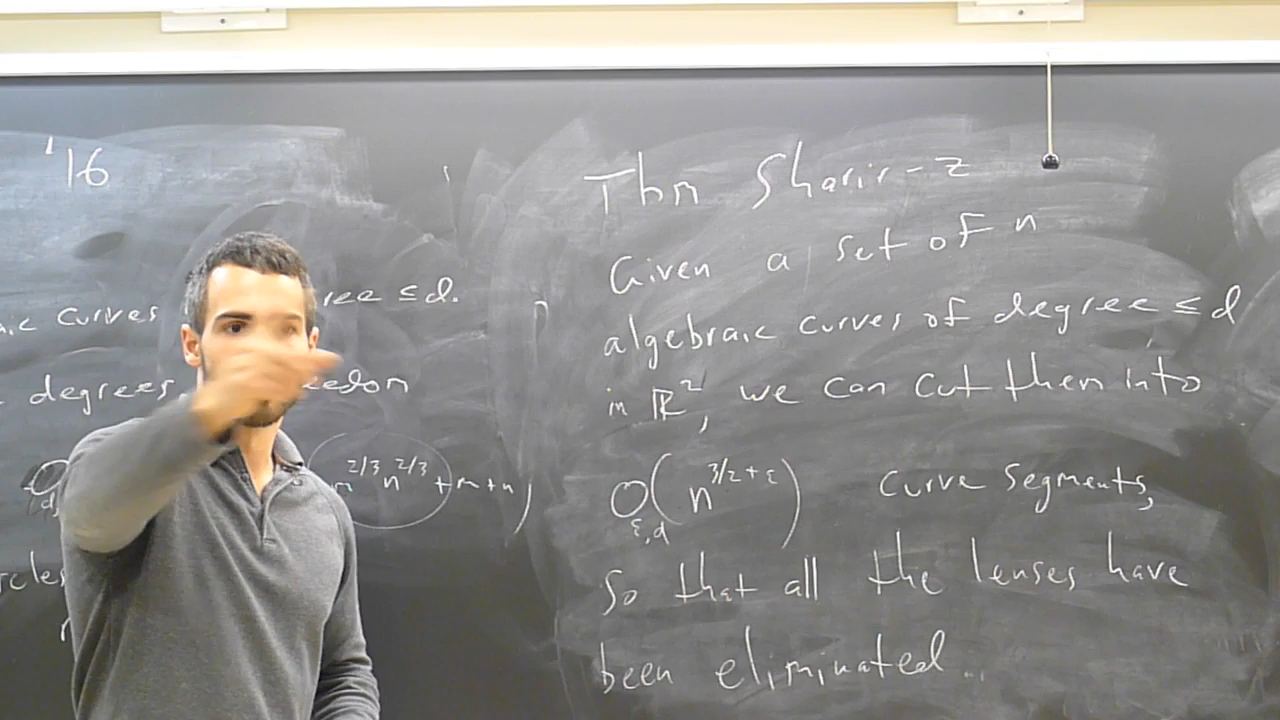 '16
curves ree ≤ d.
degrees edom
2/3 n^{2/3} + m + n)
Thm Sharir-Z
Given a set of n
algebraic curves of degree ≤ d
in ℝ², we can cut them into
O_{ε,d}(n^{3/2+ε}) curve segments,
so that all the lenses have
been eliminated..